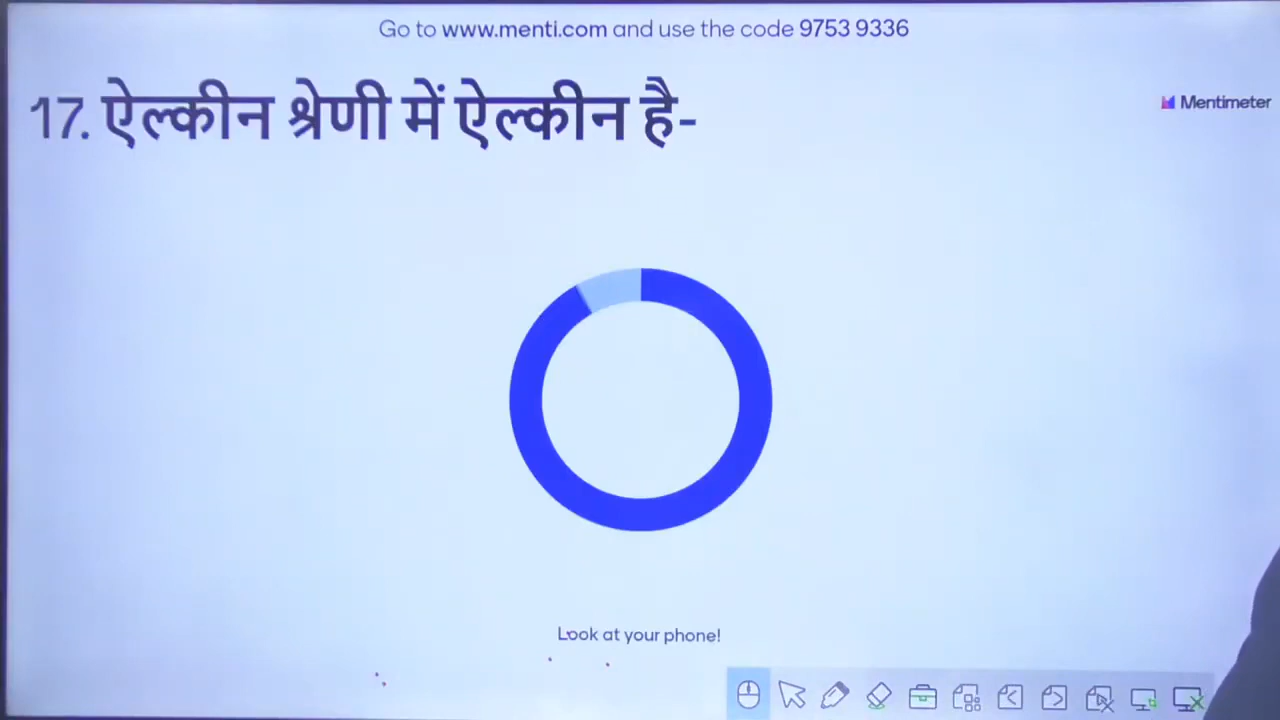 Go to www.menti.com and use the code 9753 9336
Mentimeter
17. ऐल्कीन श्रेणी में ऐल्कीन है-
Look at your phone!